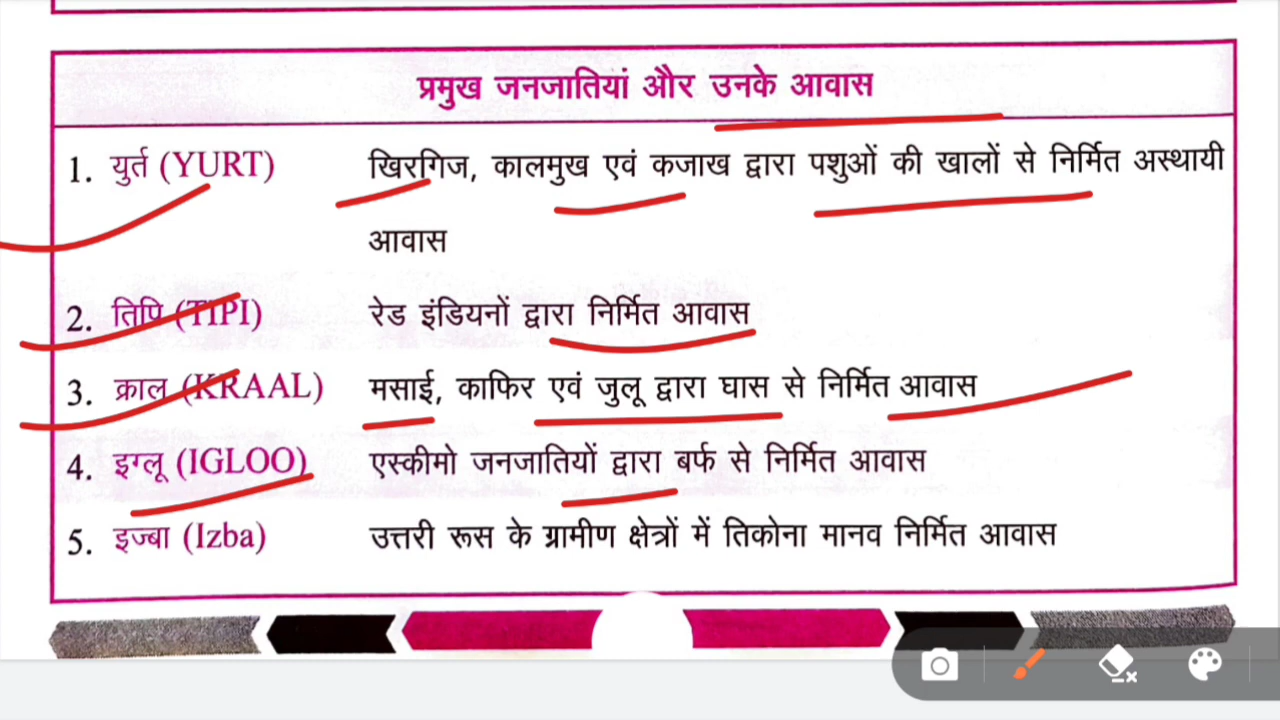 प्रमुख जनजातियां और उनके आवास
1. युर्त (YURT) खिरगिज, कालमुख एवं कजाख द्वारा पशुओं की खालों से निर्मित अस्थायी
आवास
2. तिपि (TIPI) रेड इंडियनों द्वारा निर्मित आवास
3. क्राल (KRAAL) मसाई, काफिर एवं जुलू द्वारा घास से निर्मित आवास
4. इग्लू (IGLOO) एस्कीमो जनजातियों द्वारा बर्फ से निर्मित आवास
5. इज्बा (Izba) उत्तरी रूस के ग्रामीण क्षेत्रों में तिकोना मानव निर्मित आवास